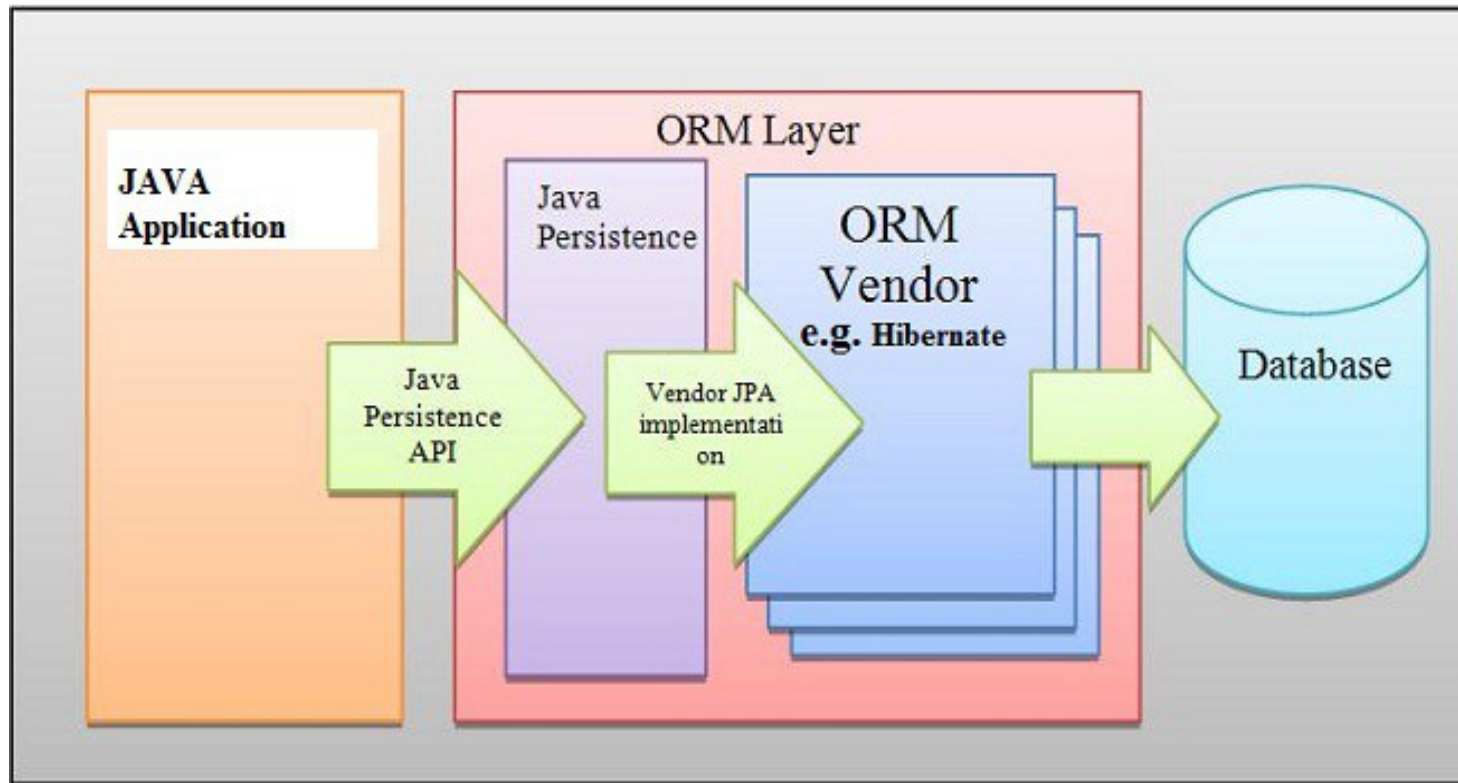 JAVA
Application
ORM Layer
Java
Persistence
ORM
Vendor
e.g. Hibernate
Java
Persistence
API
Vendor JPA
implementati
on
Database